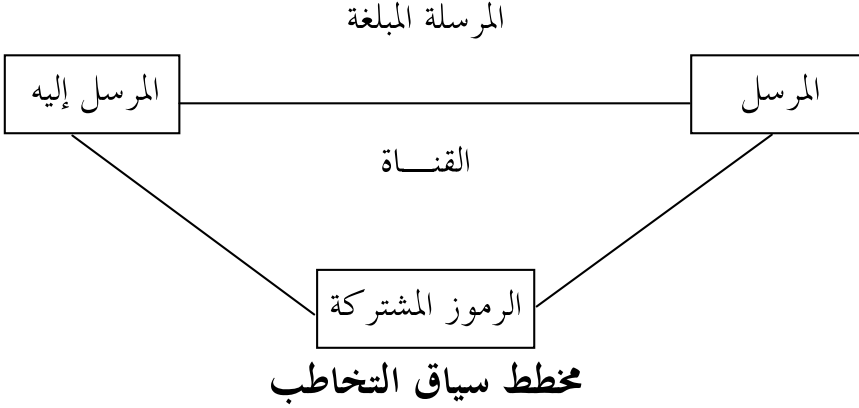 المرسلة المبلغة
المرسل
المرسل إليه
القنـــاة
الرموز المشتركة
مخطط سياق التخاطب